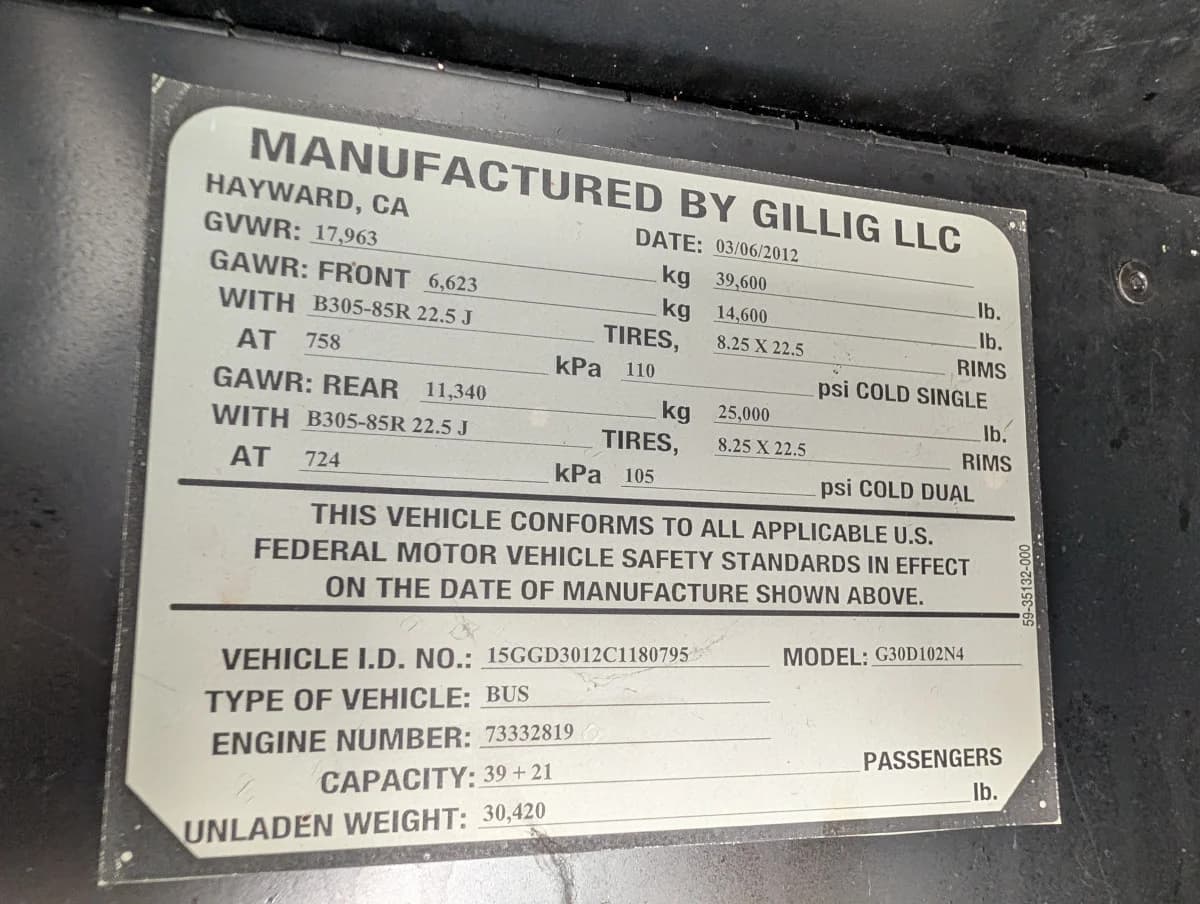 MANUFACTURED BY GILLIG LLC
HAYWARD, CA DATE: 03/06/2012
GVWR: 17,963 kg 39,600 lb.
GAWR: FRONT 6,623 kg 14,600 lb.
WITH B305-85R 22.5 J TIRES, 8.25 X 22.5 RIMS
AT 758 kPa 110 psi COLD SINGLE
GAWR: REAR 11,340 kg 25,000 lb.
WITH B305-85R 22.5 J TIRES, 8.25 X 22.5 RIMS
AT 724 kPa 105 psi COLD DUAL
THIS VEHICLE CONFORMS TO ALL APPLICABLE U.S.
FEDERAL MOTOR VEHICLE SAFETY STANDARDS IN EFFECT
ON THE DATE OF MANUFACTURE SHOWN ABOVE.
59-35132-000
VEHICLE I.D. NO.: 15GGD3012C1180795 MODEL: G30D102N4
TYPE OF VEHICLE: BUS
ENGINE NUMBER: 73332819
CAPACITY: 39 + 21 PASSENGERS
UNLADEN WEIGHT: 30,420 lb.